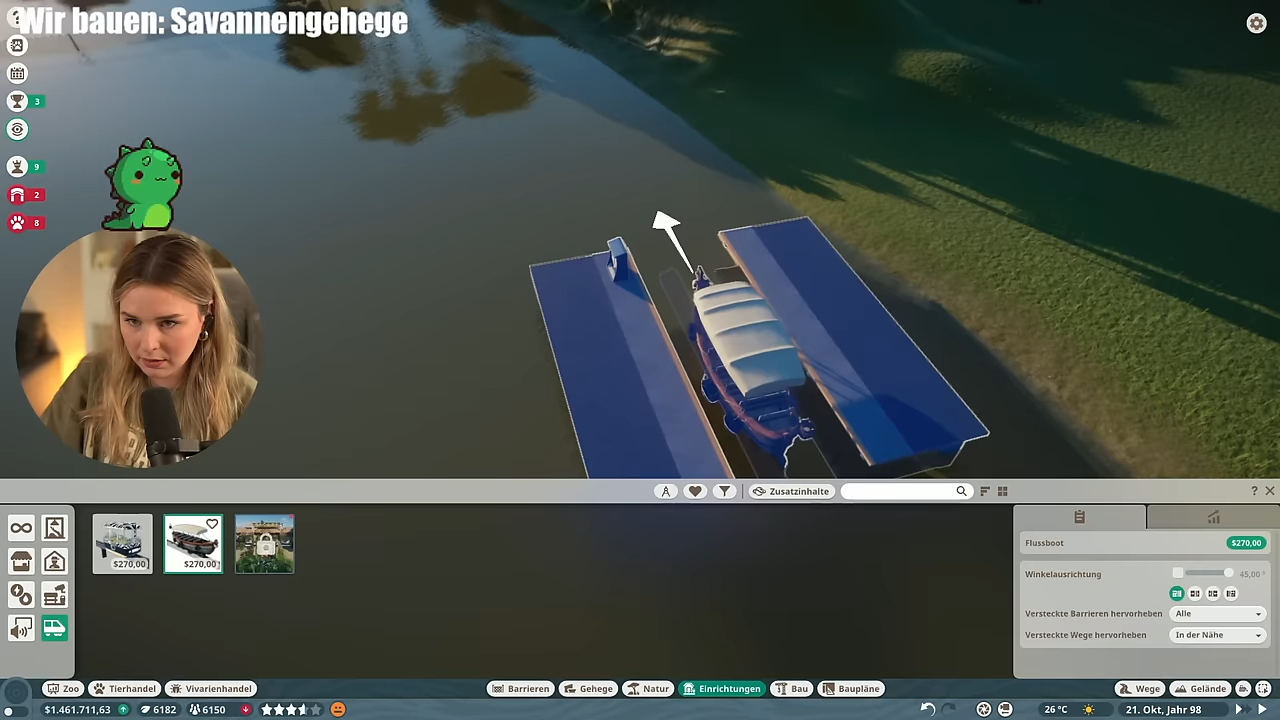 Wir bauen: Savannengehege
3
9
2
8
Zusatzinhalte
?
$270,00
$270,00
Flussboot
$270,00
Winkelausrichtung
45,00°
Versteckte Barrieren hervorheben
Alle
Versteckte Wege hervorheben
In der Nähe
Zoo
Tierhandel
Vivarienhandel
Barrieren
Gehege
Natur
Einrichtungen
Bau
Baupläne
Wege
Gelände
$1.461.711,63
6182
6150
26 °C
21. Okt, Jahr 98